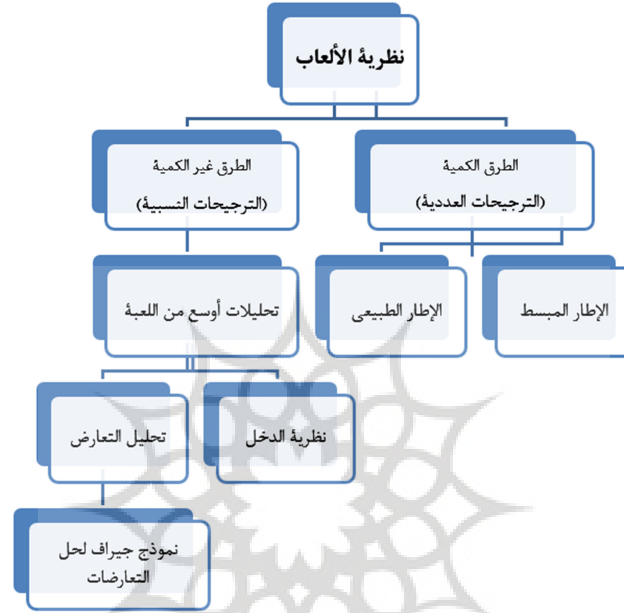 نظرية الألعاب
الطرق الكمية
(الترجيحات العددية)
الطرق غير الكمية
(الترجيحات النسبية)
الإطار المبسط
الإطار الطبيعى
تحليلات أوسع من اللعبة
نظرية الدخل
تحليل التعارض
نموذج جيراف لحل
التعارضات